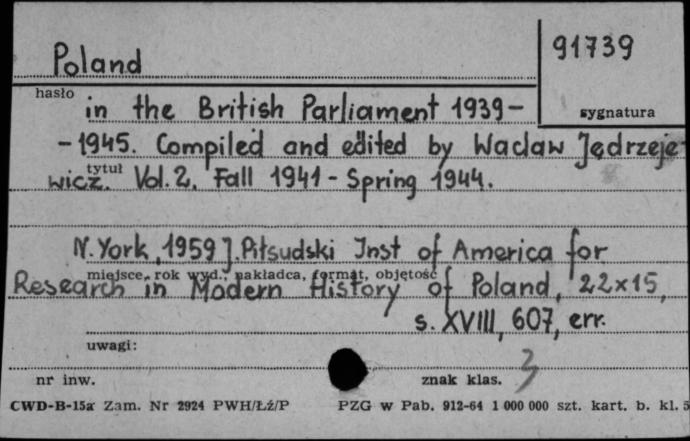 Poland
91739
hasło
sygnatura
in the British Parliament 1939-
-1945. Compiled and edited by Wacław Jędrzeje-
tytuł
wicz. Vol. 2. Fall 1941 - Spring 1944.
N. York, 1959 J. Piłsudski Inst of America for
miejsce, rok wyd., nakładca, format, objętość
Research in Modern History of Poland, 22x15,
s. XVIII, 607, err.
uwagi:
nr inw.
znak klas. 3
CWD-B-15a Zam. Nr 2924 PWH/Łź/P PZG w Pab. 912-64 1 000 000 szt. kart. b. kl. 5